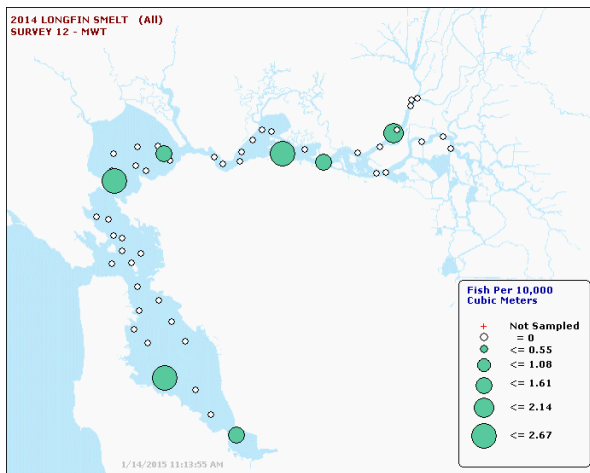 2014 LONGFIN SMELT (All)
SURVEY 12 - MWT
Fish Per 10,000
Cubic Meters
Not Sampled
= 0
<= 0.55
<= 1.08
<= 1.61
<= 2.14
<= 2.67
1/14/2015 11:13:55 AM